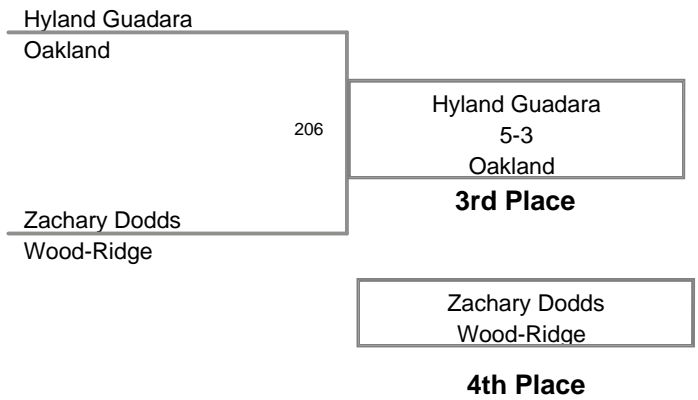 Hyland Guadara
Oakland
206
Hyland Guadara
5-3
Oakland
3rd Place
Zachary Dodds
Wood-Ridge
Zachary Dodds
Wood-Ridge
4th Place